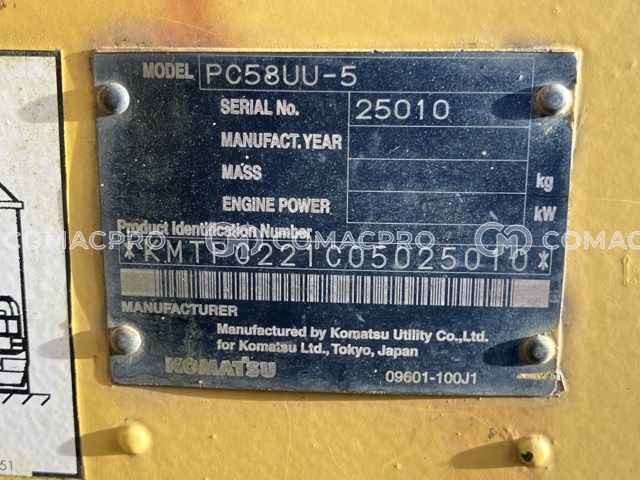 MODEL PC58UU-5
SERIAL No. 25010
MANUFACT. YEAR
MASS kg
ENGINE POWER kW
Product Identification Number
COMACPRO COMACPRO COMACPRO
*KMTPC221C05025010*
MANUFACTURER
Manufactured by Komatsu Utility Co.,Ltd.
for Komatsu Ltd., Tokyo, Japan
KOMATSU 09601-100J1
51